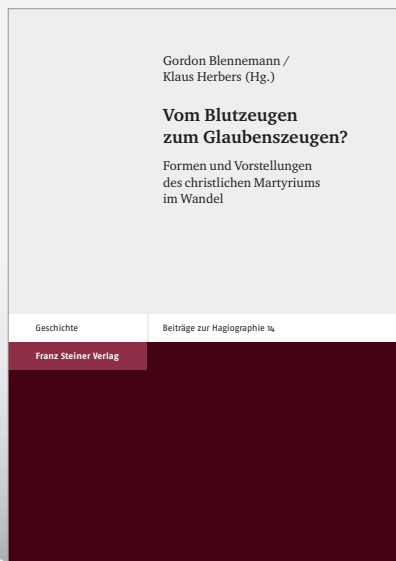 Gordon Blennemann /
Klaus Herbers (Hg.)
Vom Blutzeugen
zum Glaubenszeugen?
Formen und Vorstellungen
des christlichen Martyriums
im Wandel
Geschichte
Beiträge zur Hagiographie 14
Franz Steiner Verlag